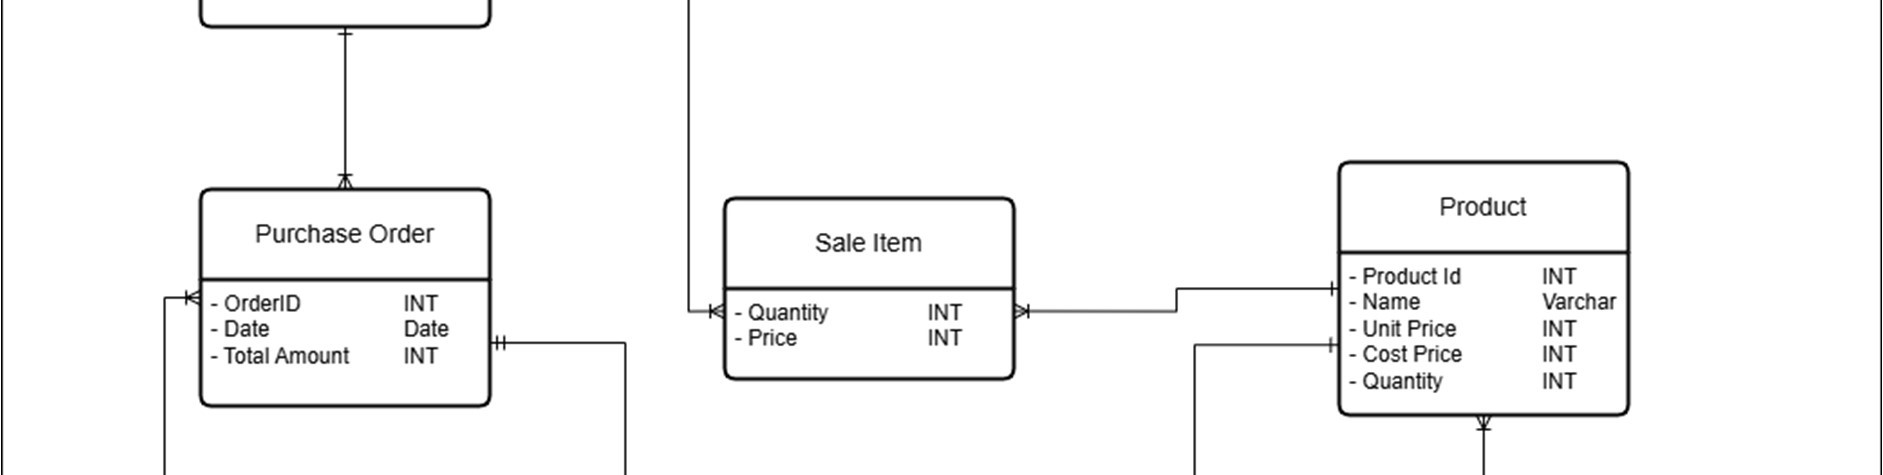 Purchase Order
- OrderID INT
- Date Date
- Total Amount INT
Sale Item
- Quantity INT
- Price INT
Product
- Product Id INT
- Name Varchar
- Unit Price INT
- Cost Price INT
- Quantity INT